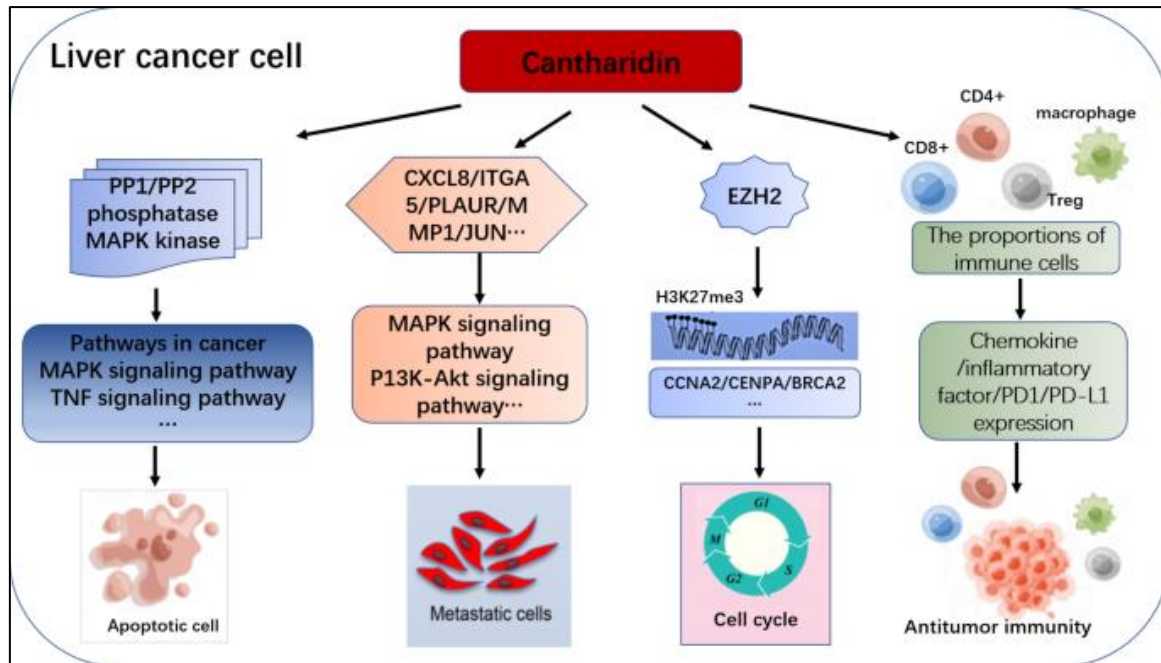 Liver cancer cell
Cantharidin
PP1/PP2
phosphatase
MAPK kinase
Pathways in cancer
MAPK signaling pathway
TNF signaling pathway
...
Apoptotic cell
CXCL8/ITGA
5/PLAUR/M
MP1/JUN···
MAPK signaling
pathway
P13K-Akt signaling
pathway···
Metastatic cells
EZH2
H3K27me3
CCNA2/CENPA/BRCA2
...
G1
S
G2
M
Cell cycle
CD4+
macrophage
CD8+
Treg
The proportions of
immune cells
Chemokine
/inflammatory
factor/PD1/PD-L1
expression
Antitumor immunity